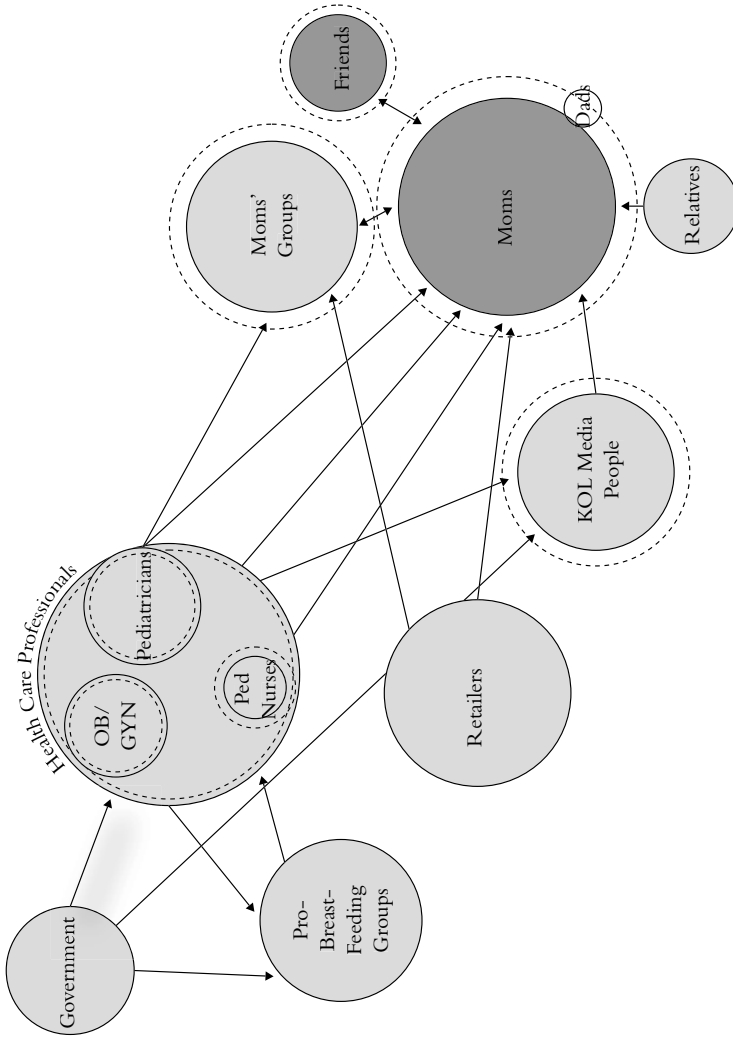 Government
Health Care Professionals
OB/
GYN
Pediatricians
Ped
Nurses
Pro-
Breast-
Feeding
Groups
Retailers
KOL Media
People
Moms'
Groups
Friends
Moms
Dads
Relatives